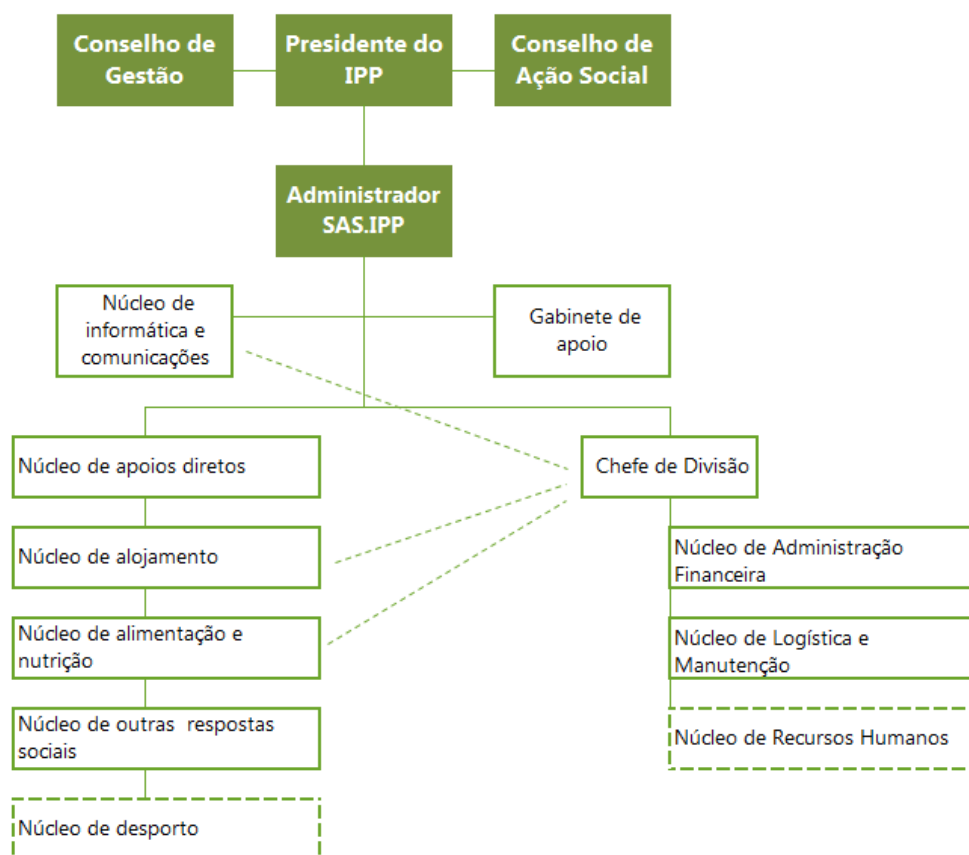 Conselho de
Gestão
Presidente do
IPP
Conselho de
Ação Social
Administrador
SAS.IPP
Núcleo de
informática e
comunicações
Gabinete de
apoio
Núcleo de apoios diretos
Chefe de Divisão
Núcleo de alojamento
Núcleo de Administração
Financeira
Núcleo de alimentação e
nutrição
Núcleo de Logística e
Manutenção
Núcleo de outras respostas
sociais
Núcleo de Recursos Humanos
Núcleo de desporto